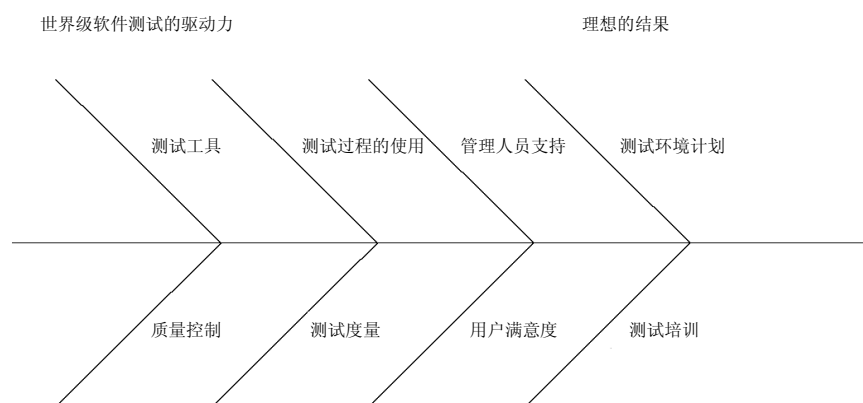 世界级软件测试的驱动力
理想的结果
测试工具
测试过程的使用
管理人员支持
测试环境计划
质量控制
测试度量
用户满意度
测试培训